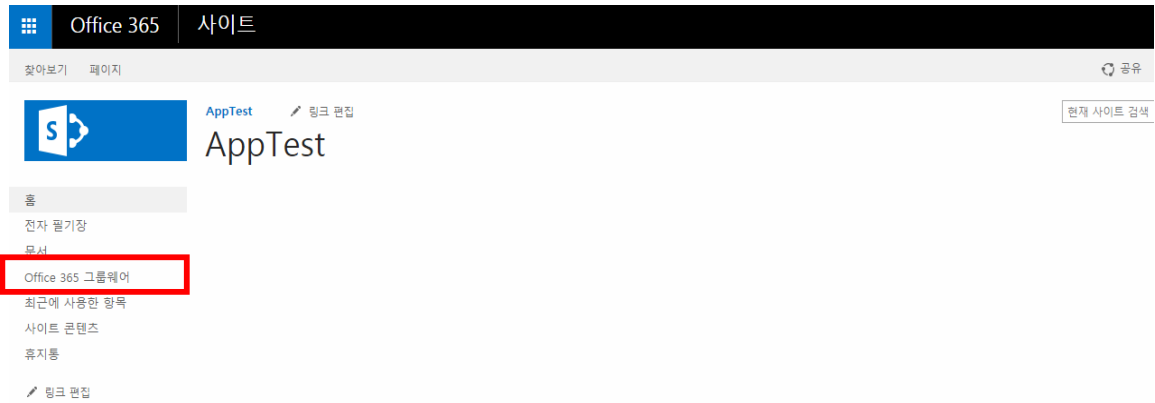 Office 365 사이트
찾아보기 페이지 공유
S
AppTest 링크 편집 현재 사이트 검색
AppTest
홈
전자 필기장
문서
Office 365 그룹웨어
최근에 사용한 항목
사이트 콘텐츠
휴지통
링크 편집